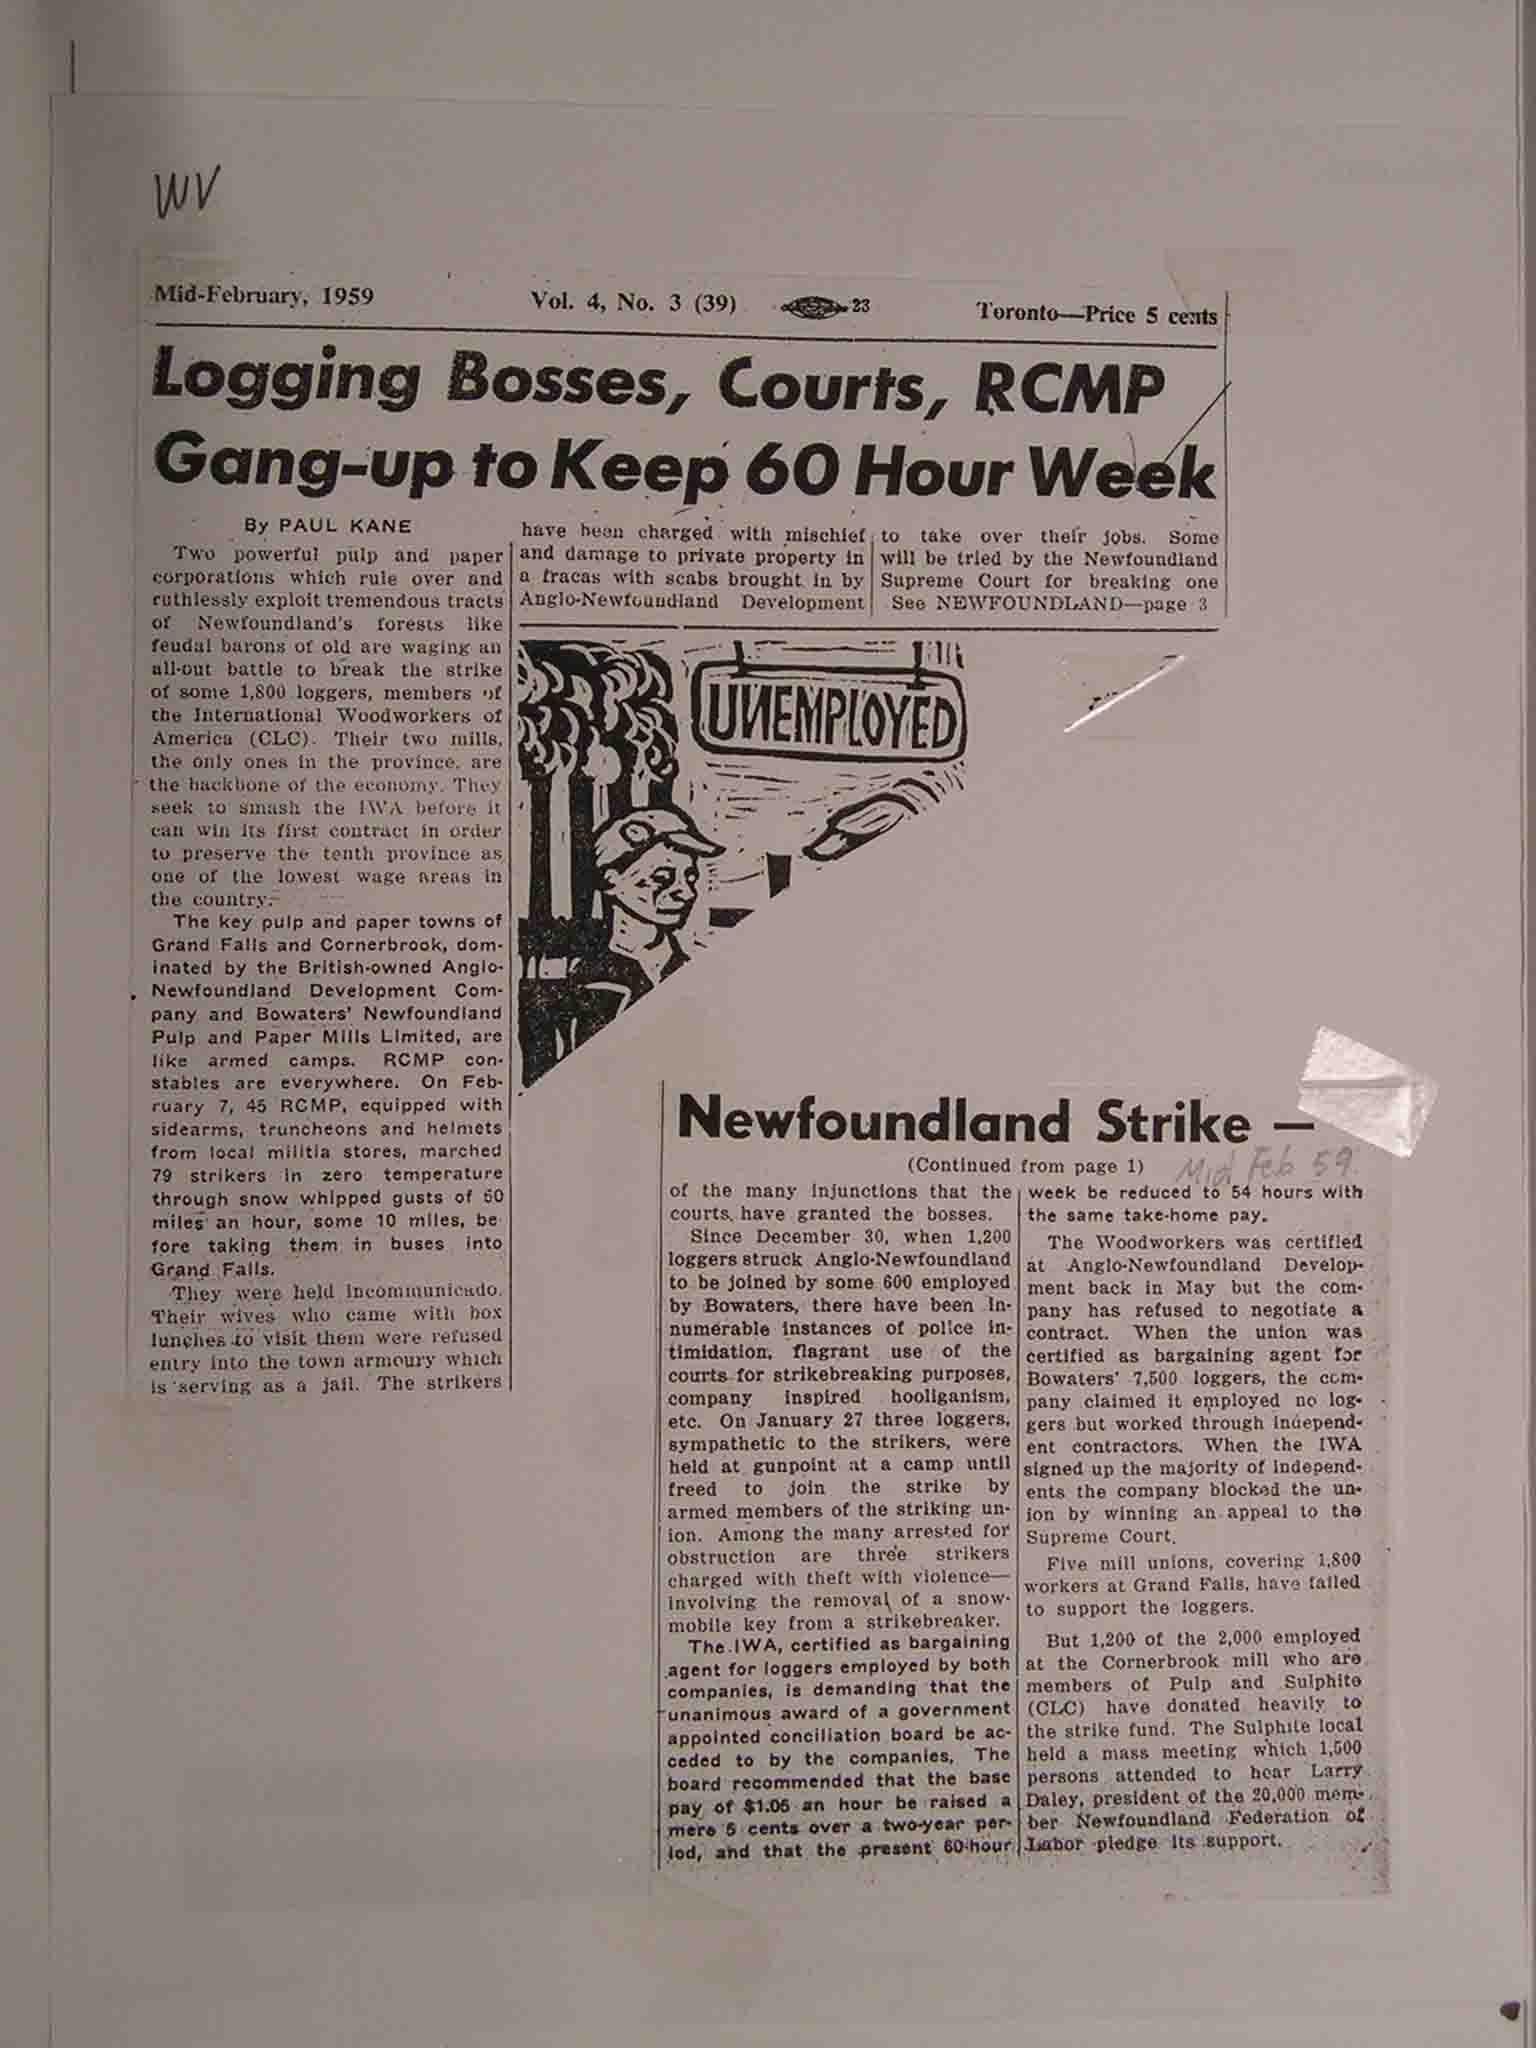 WV
Mid-February, 1959 Vol. 4, No. 3 (39) 23 Toronto—Price 5 cents
Logging Bosses, Courts, RCMP
Gang-up to Keep 60 Hour Week
By PAUL KANE
Two powerful pulp and paper
corporations which rule over and
ruthlessly exploit tremendous tracts
of Newfoundland's forests like
feudal barons of old are waging an
all-out battle to break the strike
of some 1,800 loggers, members of
the International Woodworkers of
America (CLC). Their two mills,
the only ones in the province, are
the backbone of the economy. They
seek to smash the IWA before it
can win its first contract in order
to preserve the tenth province as
one of the lowest wage areas in
the country.
The key pulp and paper towns of
Grand Falls and Cornerbrook, dom-
inated by the British-owned Anglo-
Newfoundland Development Com-
pany and Bowaters' Newfoundland
Pulp and Paper Mills Limited, are
like armed camps. RCMP con-
stables are everywhere. On Feb-
ruary 7, 45 RCMP, equipped with
sidearms, truncheons and helmets
from local militia stores, marched
79 strikers in zero temperature
through snow whipped gusts of 60
miles an hour, some 10 miles, be
fore taking them in buses into
Grand Falls.
They were held incommunicado.
Their wives who came with box
lunches to visit them were refused
entry into the town armoury which
is serving as a jail. The strikers
have been charged with mischief
and damage to private property in
a fracas with scabs brought in by
Anglo-Newfoundland Development
to take over their jobs. Some
will be tried by the Newfoundland
Supreme Court for breaking one
See NEWFOUNDLAND—page 3
UNEMPLOYED
Newfoundland Strike —
(Continued from page 1) Mid Feb 59
of the many injunctions that the
courts have granted the bosses.
Since December 30, when 1,200
loggers struck Anglo-Newfoundland
to be joined by some 600 employed
by Bowaters, there have been in-
numerable instances of police in-
timidation, flagrant use of the
courts for strikebreaking purposes,
company inspired hooliganism,
etc. On January 27 three loggers,
sympathetic to the strikers, were
held at gunpoint at a camp until
freed to join the strike by
armed members of the striking un-
ion. Among the many arrested for
obstruction are three strikers
charged with theft with violence—
involving the removal of a snow-
mobile key from a strikebreaker.
The IWA, certified as bargaining
agent for loggers employed by both
companies, is demanding that the
unanimous award of a government
appointed conciliation board be ac-
ceded to by the companies. The
board recommended that the base
pay of $1.05 an hour be raised a
mere 5 cents over a two-year per-
iod, and that the present 60-hour
week be reduced to 54 hours with
the same take-home pay.
The Woodworkers was certified
at Anglo-Newfoundland Develop-
ment back in May but the com-
pany has refused to negotiate a
contract. When the union was
certified as bargaining agent for
Bowaters' 7,500 loggers, the com-
pany claimed it employed no log-
gers but worked through independ-
ent contractors. When the IWA
signed up the majority of independ-
ents the company blocked the un-
ion by winning an appeal to the
Supreme Court.
Five mill unions, covering 1,800
workers at Grand Falls, have failed
to support the loggers.
But 1,200 of the 2,000 employed
at the Cornerbrook mill who are
members of Pulp and Sulphite
(CLC) have donated heavily to
the strike fund. The Sulphite local
held a mass meeting which 1,500
persons attended to hear Larry
Daley, president of the 20,000 mem-
ber Newfoundland Federation of
Labor pledge its support.